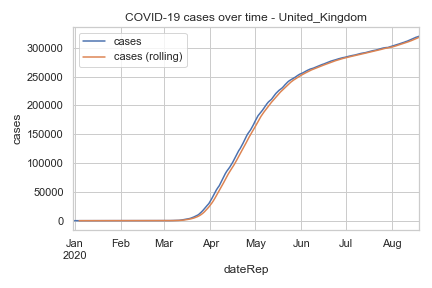 COVID-19 cases over time - United_Kingdom
cases
cases (rolling)
300000
250000
200000
150000
100000
50000
0
cases
Jan Feb Mar Apr May Jun Jul Aug
2020
dateRep